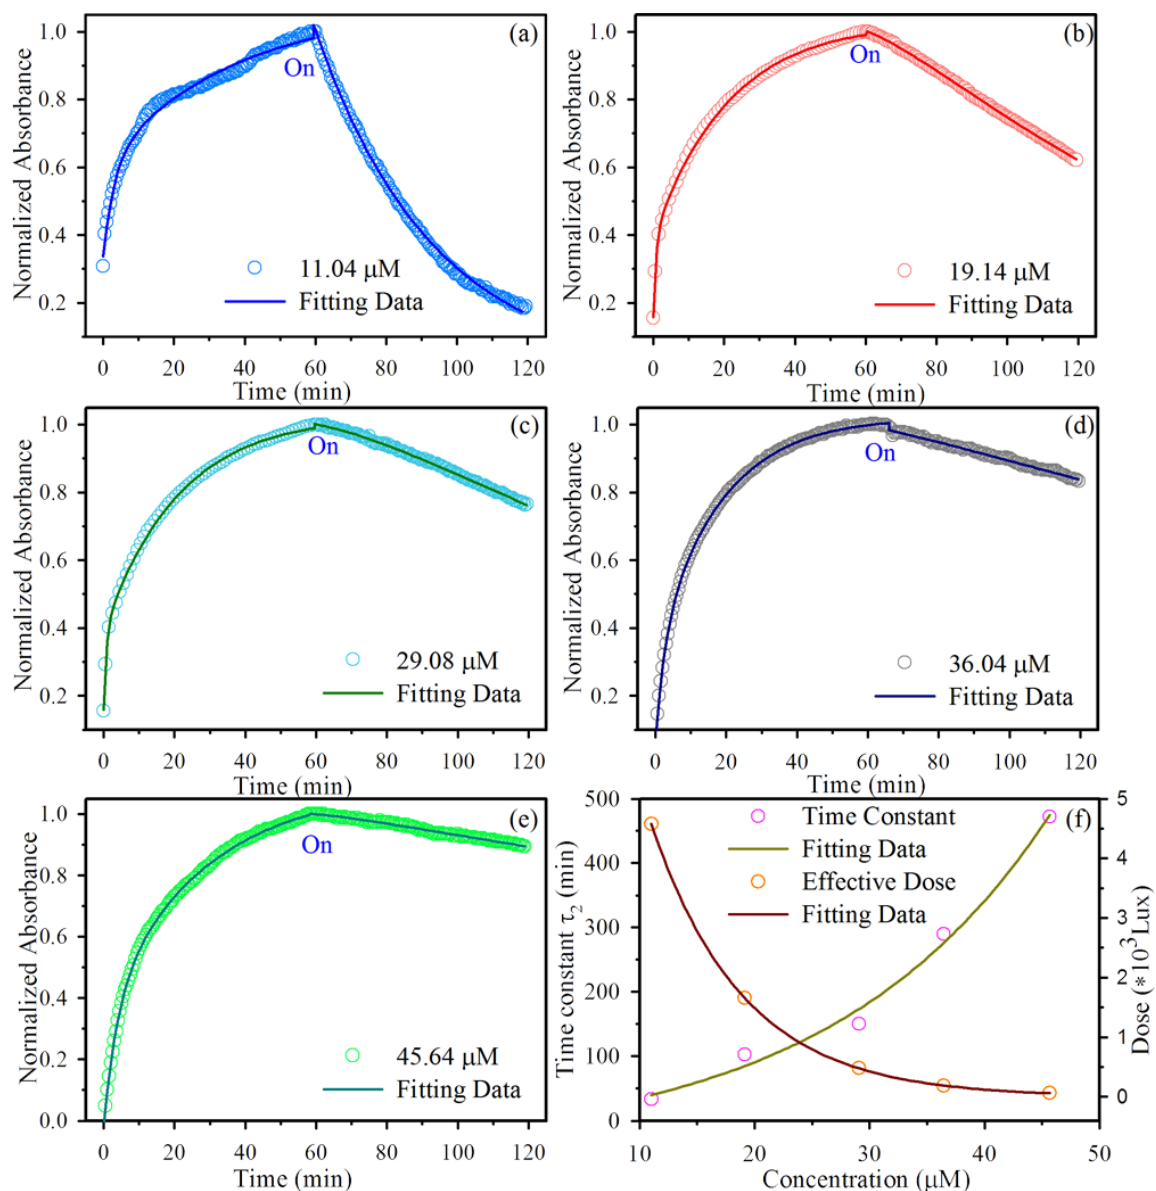 (a)
Normalized Absorbance
1.0
0.8
0.6
0.4
0.2
On
11.04 μM
Fitting Data
0 20 40 60 80 100 120
Time (min)
(b)
Normalized Absorbance
1.0
0.8
0.6
0.4
0.2
On
19.14 μM
Fitting Data
0 20 40 60 80 100 120
Time (min)
(c)
Normalized Absorbance
1.0
0.8
0.6
0.4
0.2
On
29.08 μM
Fitting Data
0 20 40 60 80 100 120
Time (min)
(d)
Normalized Absorbance
1.0
0.8
0.6
0.4
0.2
On
36.04 μM
Fitting Data
0 20 40 60 80 100 120
Time (min)
(e)
Normalized Absorbance
1.0
0.8
0.6
0.4
0.2
0.0
On
45.64 μM
Fitting Data
0 20 40 60 80 100 120
Time (min)
(f)
Time constant τ₂ (min)
500
450
400
350
300
250
200
150
100
50
0
Time Constant
Fitting Data
Effective Dose
Fitting Data
5
4
3
2
1
0
Dose (*10³Lux)
10 20 30 40 50
Concentration (μM)